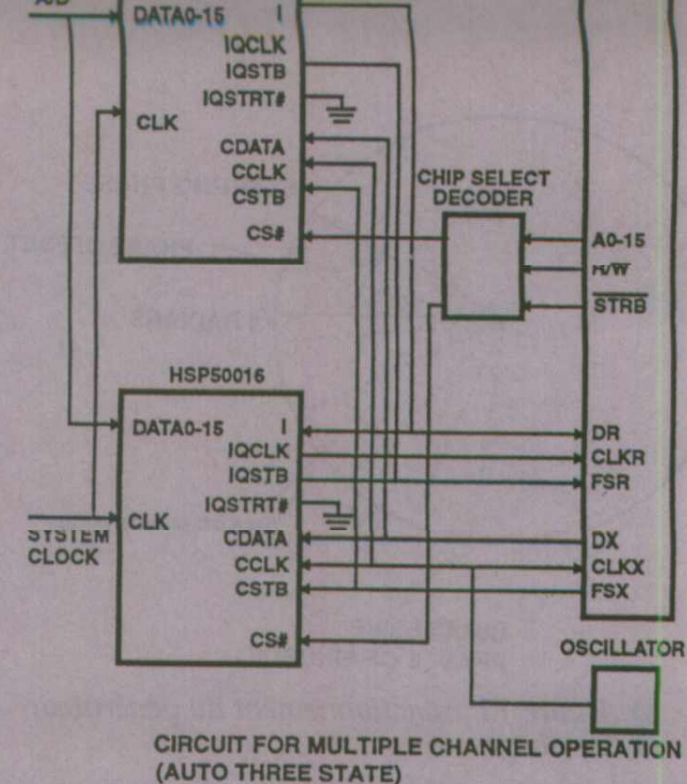 A/D
DATA0-15
I
IQCLK
IQSTB
IQSTRT#
CLK
CDATA
CCLK
CSTB
CS#
CHIP SELECT
DECODER
A0-15
R/W
STRB
HSP50016
DATA0-15
I
IQCLK
IQSTB
IQSTRT#
CLK
SYSTEM
CLOCK
CDATA
CCLK
CSTB
CS#
DR
CLKR
FSR
DX
CLKX
FSX
OSCILLATOR
CIRCUIT FOR MULTIPLE CHANNEL OPERATION
(AUTO THREE STATE)